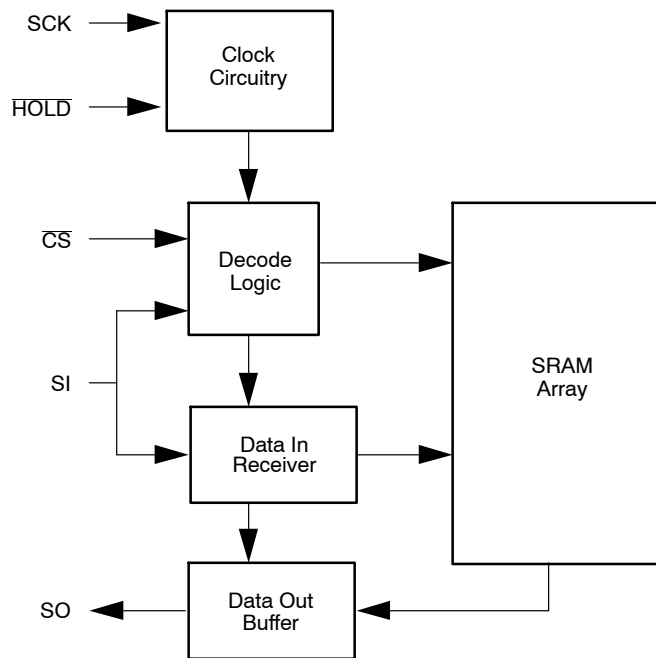 SCK
Clock
Circuitry
HOLD
CS
Decode
Logic
SI
SRAM
Array
Data In
Receiver
SO
Data Out
Buffer